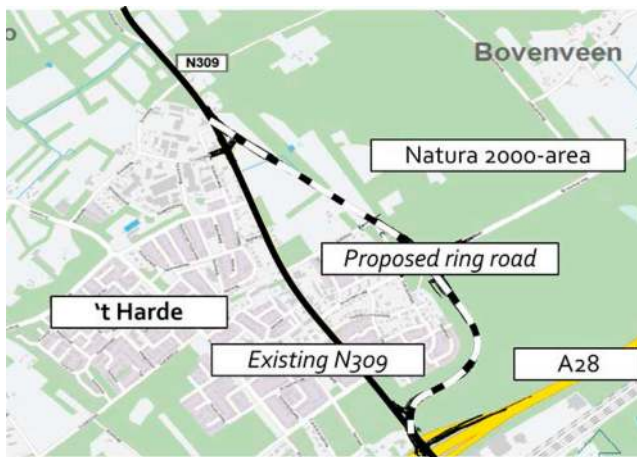 N309
Bovenveen
Natura 2000-area
Proposed ring road
't Harde
Existing N309
A28